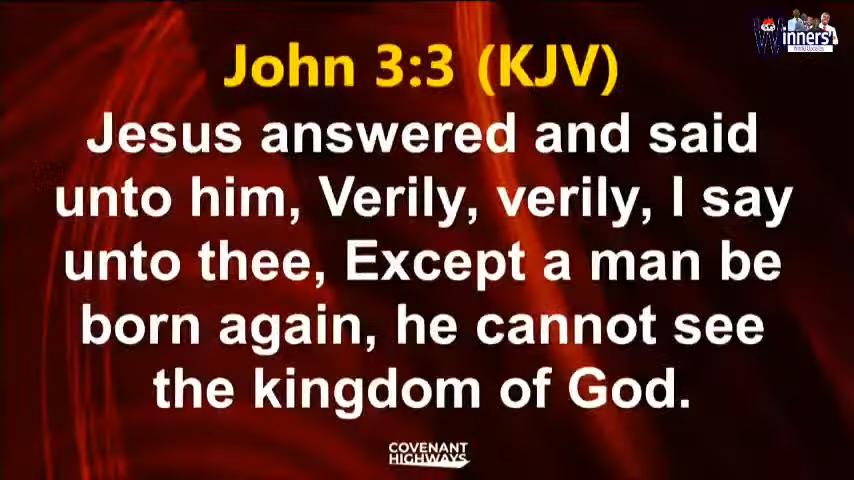 Winners'
John 3:3 (KJV)
Jesus answered and said
unto him, Verily, verily, I say
unto thee, Except a man be
born again, he cannot see
the kingdom of God.
COVENANT
HIGHWAYS